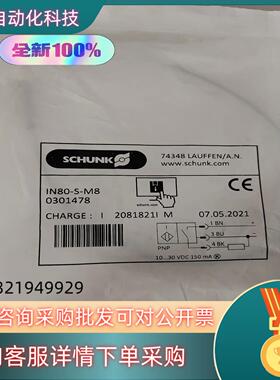 自动化科技
全新100%
SCHUNK
74348 LAUFFEN/A.N.
www.schunk.com
IN80-S-M8
0301478
CHARGE : I 2081821I M 07.05.2021
1 BN
3 BU
4 BK
PNP
10...30 VDC 150 mA
CE
821949929
咨询采购批发可对公开票
客服详情下单采购